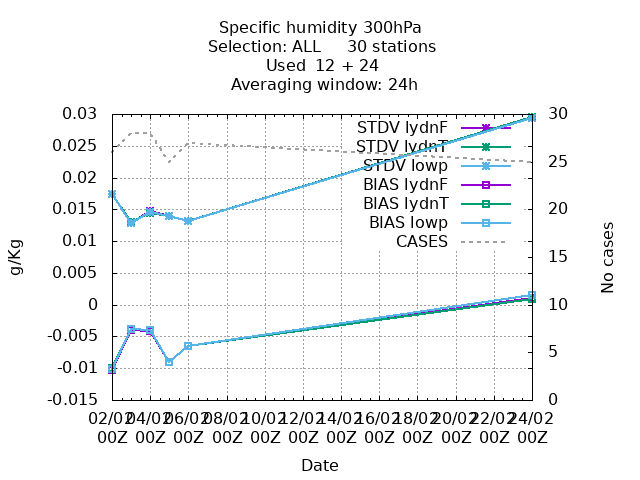 Specific humidity 300hPa
Selection: ALL 30 stations
Used 12 + 24
Averaging window: 24h
0.03
0.025
0.02
0.015
0.01
0.005
0
-0.005
-0.01
-0.015
g/Kg
30
25
20
15
10
5
0
No cases
STDV lydnF
STDV lydnT
STDV lowp
BIAS lydnF
BIAS lydnT
BIAS lowp
CASES
02/02 04/02 06/02 08/02 10/02 12/02 14/02 16/02 18/02 20/02 22/02 24/02
00Z 00Z 00Z 00Z 00Z 00Z 00Z 00Z 00Z 00Z 00Z 00Z
Date